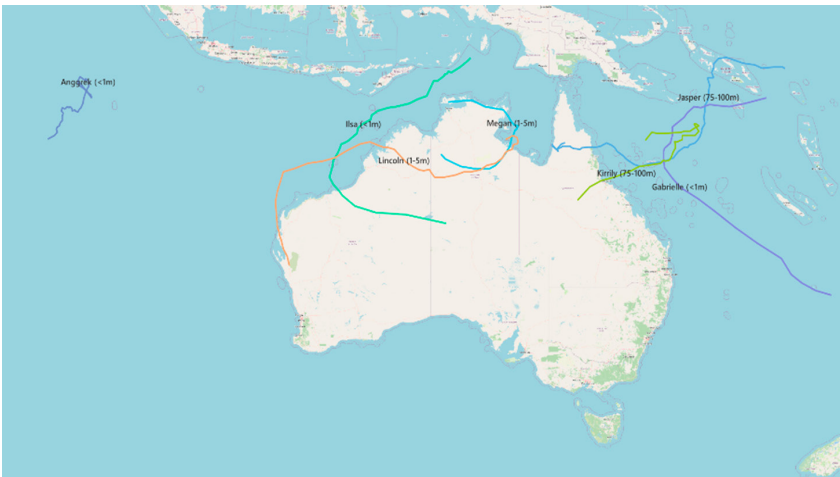 Anggrek (<1m)
Jasper (75-100m)
Ilsa (<1m)
Megan (1-5m)
Lincoln (1-5m)
Kirrily (75-100m)
Gabrielle (<1m)